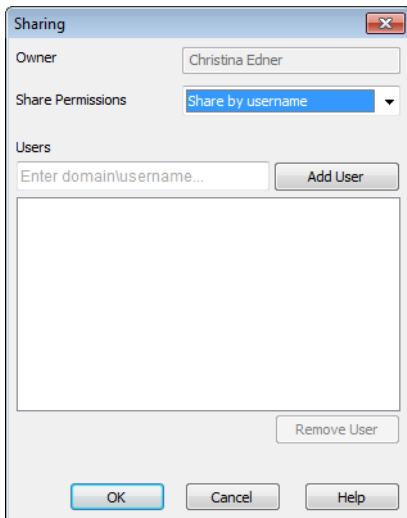 Sharing
Owner
Christina Edner
Share Permissions
Share by username
Users
Enter domain\username...
Add User
Remove User
OK
Cancel
Help